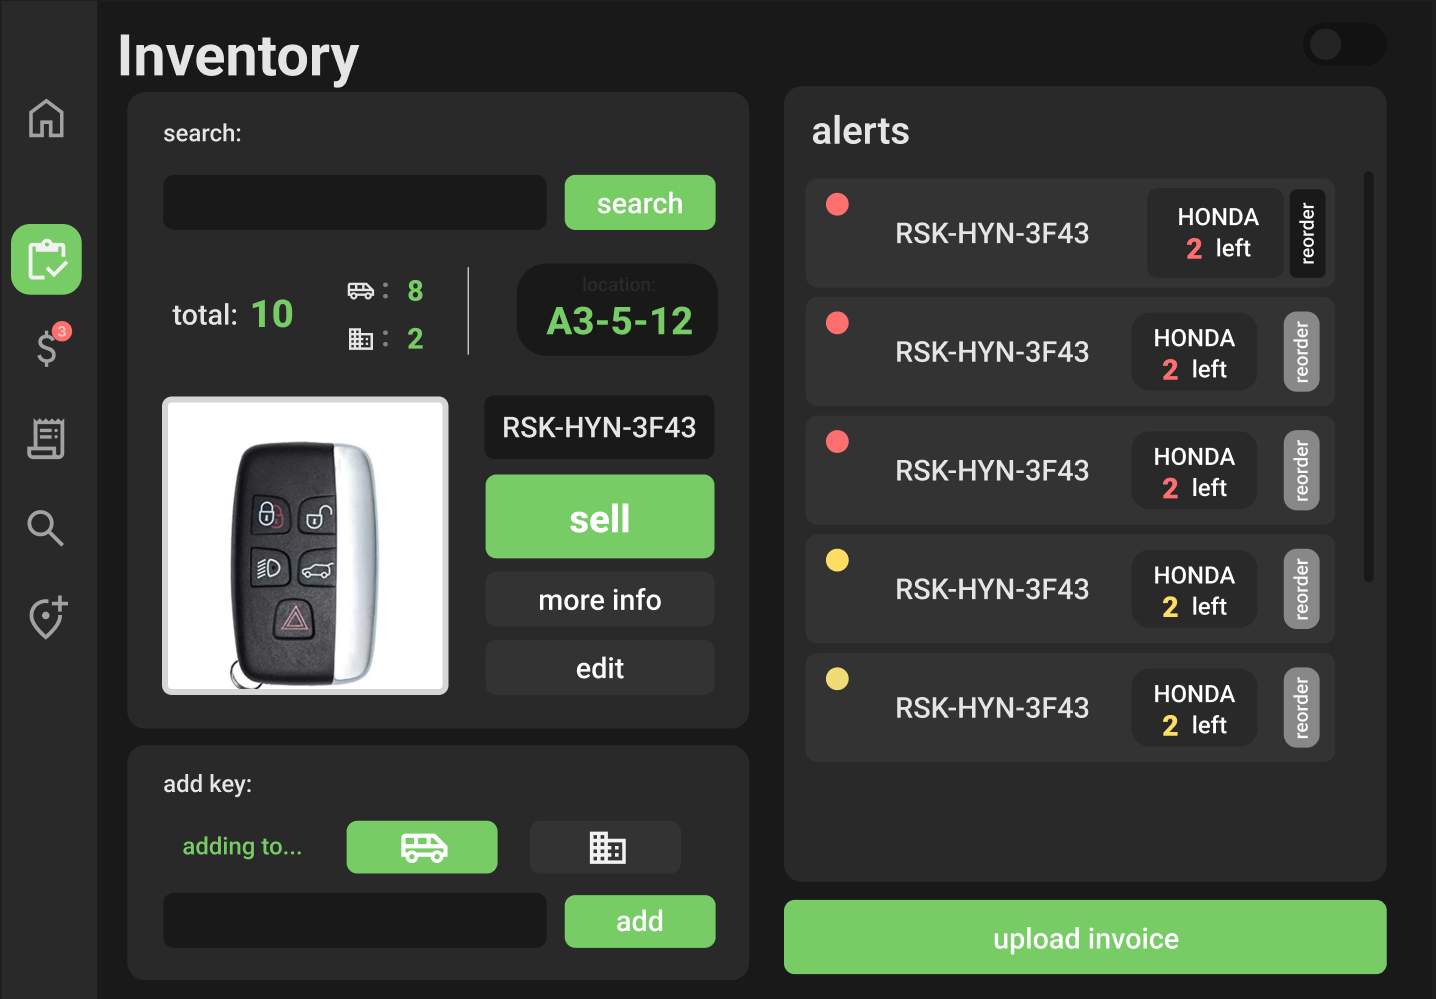 Inventory
search:
search
total: 10
: 8
: 2
location:
A3-5-12
RSK-HYN-3F43
sell
more info
edit
add key:
adding to...
add
3
alerts
RSK-HYN-3F43
HONDA
2 left
reorder
RSK-HYN-3F43
HONDA
2 left
reorder
RSK-HYN-3F43
HONDA
2 left
reorder
RSK-HYN-3F43
HONDA
2 left
reorder
RSK-HYN-3F43
HONDA
2 left
reorder
upload invoice